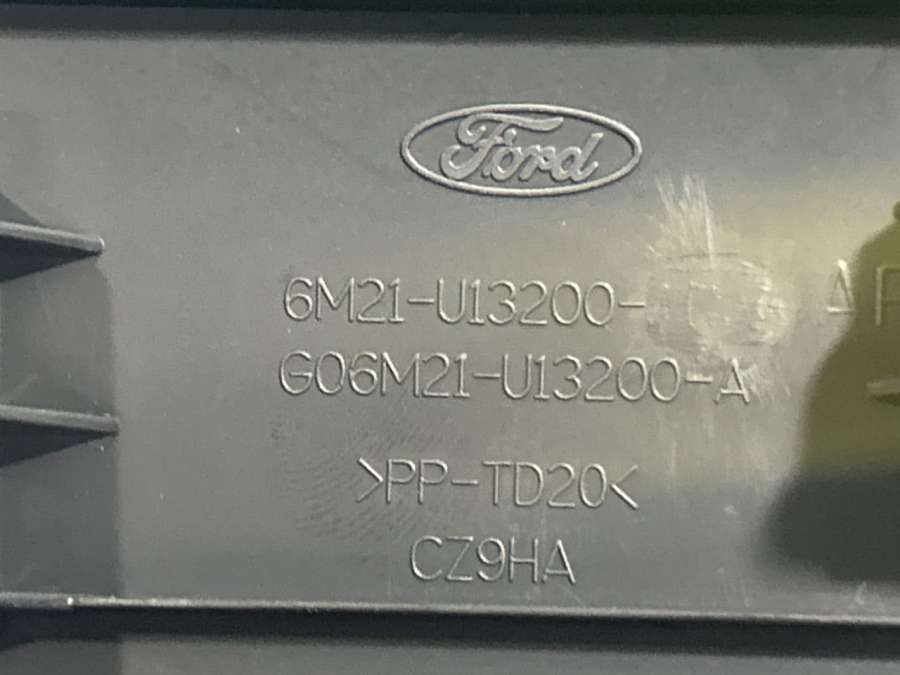 Ford
6M21-U13200-
G06M21-U13200-A
>PP-TD20<
CZ9HA